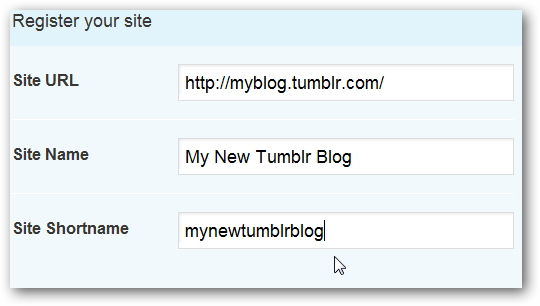 Register your site
Site URL http://myblog.tumblr.com/
Site Name My New Tumblr Blog
Site Shortname mynewtumblrblog